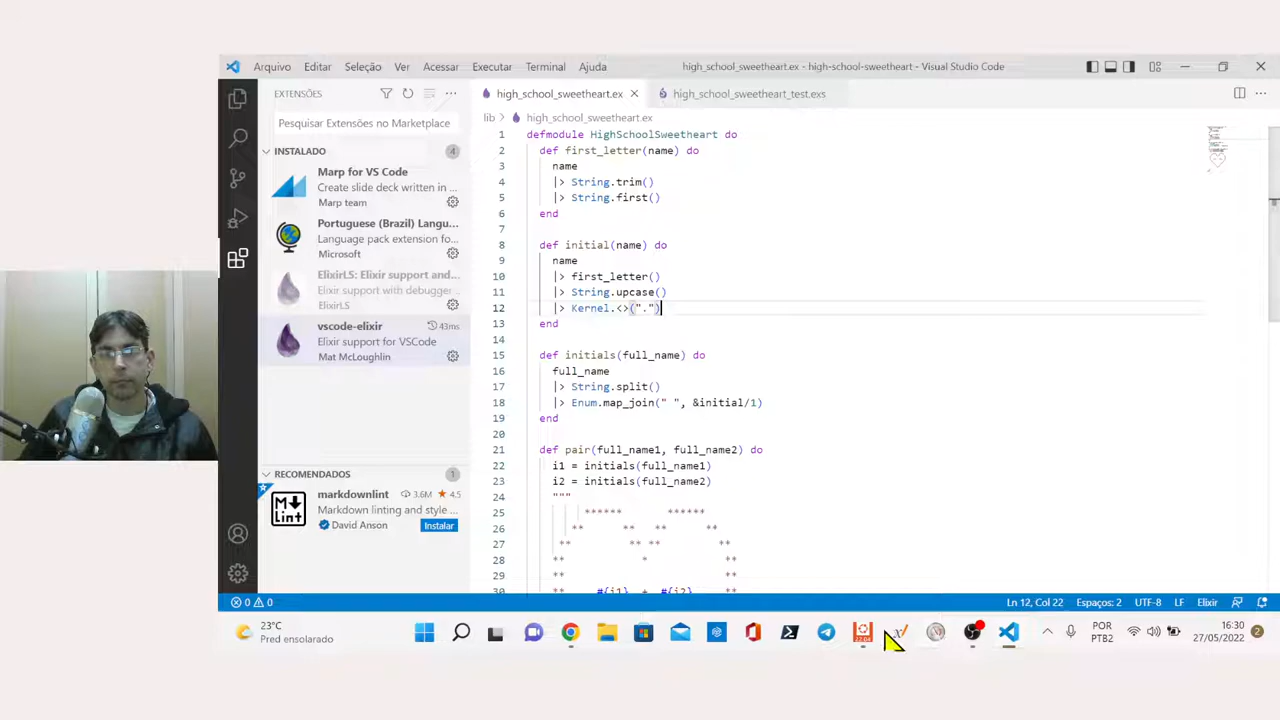 Arquivo Editar Seleção Ver Acessar Executar Terminal Ajuda
high_school_sweetheart.ex - high-school-sweetheart - Visual Studio Code
EXTENSÕES
Pesquisar Extensões no Marketplace
INSTALADO 4
Marp for VS Code
Create slide deck written in ...
Marp team
Portuguese (Brazil) Langu...
Language pack extension fo...
Microsoft
ElixirLS: Elixir support and...
Elixir support with debugger ...
ElixirLS
vscode-elixir 43ms
Elixir support for VSCode
Mat McLoughlin
RECOMENDADOS 1
markdownlint 3.6M ★ 4.5
Markdown linting and style ...
David Anson Instalar
high_school_sweetheart.ex high_school_sweetheart_test.exs
lib > high_school_sweetheart.ex
1 defmodule HighSchoolSweetheart do
2 def first_letter(name) do
3 name
4 |> String.trim()
5 |> String.first()
6 end
7
8 def initial(name) do
9 name
10 |> first_letter()
11 |> String.upcase()
12 |> Kernel.<>(".")
13 end
14
15 def initials(full_name) do
16 full_name
17 |> String.split()
18 |> Enum.map_join(" ", &initial/1)
19 end
20
21 def pair(full_name1, full_name2) do
22 i1 = initials(full_name1)
23 i2 = initials(full_name2)
24 """
25 ****** ******
26 ** ** ** **
27 ** ** ** **
28 ** * **
29 ** **
30 ** #{i1} + #{i2} **
0 0
Ln 12, Col 22 Espaços: 2 UTF-8 LF Elixir
23°C
Pred ensolarado
22.04
POR
PTB2
16:30
27/05/2022
2